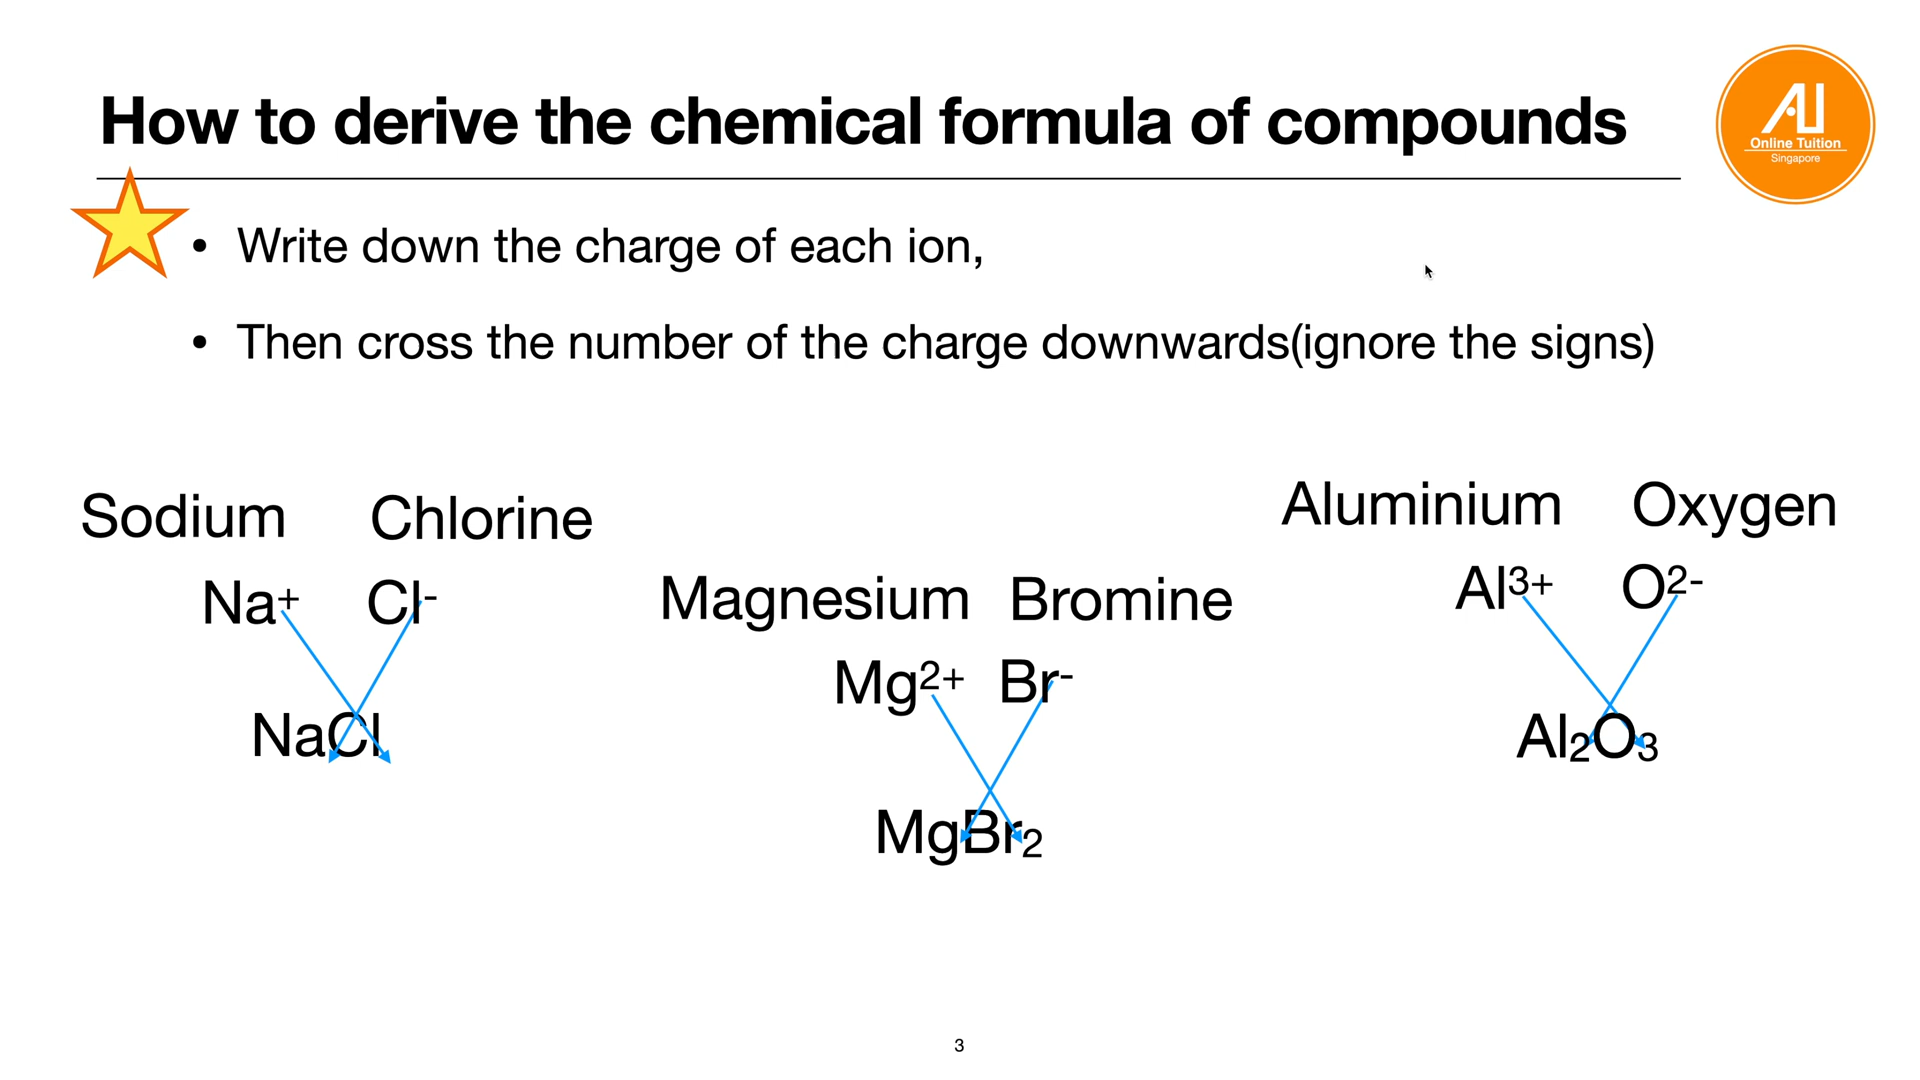 How to derive the chemical formula of compounds
AI
Online Tuition
Singapore
• Write down the charge of each ion,
• Then cross the number of the charge downwards(ignore the signs)
Sodium Chlorine
Na⁺ Cl⁻
NaCl
Magnesium Bromine
Mg²⁺ Br⁻
MgBr₂
Aluminium Oxygen
Al³⁺ O²⁻
Al₂O₃
3